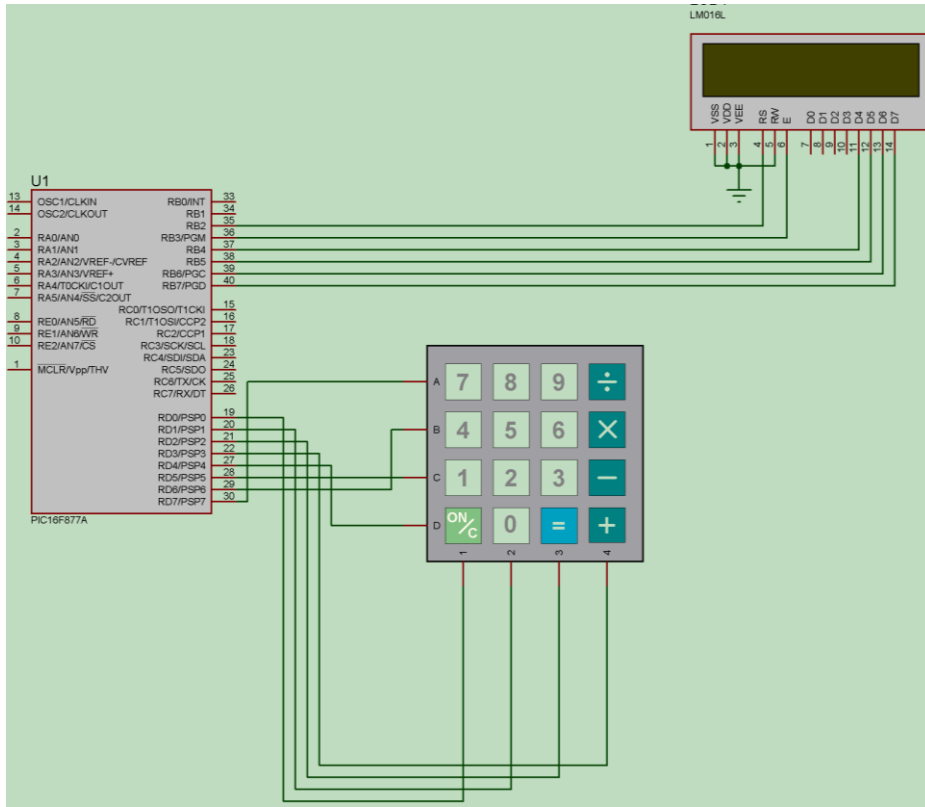 LM016L
VSS VDD VEE RS RW E D0 D1 D2 D3 D4 D5 D6 D7
1 2 3 4 5 6 7 8 9 10 11 12 13 14
U1
13 OSC1/CLKIN RB0/INT 33
14 OSC2/CLKOUT RB1 34
RB2 35
2 RA0/AN0 RB3/PGM 36
3 RA1/AN1 RB4 37
4 RA2/AN2/VREF-/CVREF RB5 38
5 RA3/AN3/VREF+ RB6/PGC 39
6 RA4/T0CKI/C1OUT RB7/PGD 40
7 RA5/AN4/SS/C2OUT
RC0/T1OSO/T1CKI 15
8 RE0/AN5/RD RC1/T1OSI/CCP2 16
9 RE1/AN6/WR RC2/CCP1 17
10 RE2/AN7/CS RC3/SCK/SCL 18
RC4/SDI/SDA 23
1 MCLR/Vpp/THV RC5/SDO 24
RC6/TX/CK 25
RC7/RX/DT 26
RD0/PSP0 19
RD1/PSP1 20
RD2/PSP2 21
RD3/PSP3 22
RD4/PSP4 27
RD5/PSP5 28
RD6/PSP6 29
RD7/PSP7 30
PIC16F877A
A 7 8 9 ÷
B 4 5 6 ×
C 1 2 3 −
D ON/C 0 = +
1 2 3 4